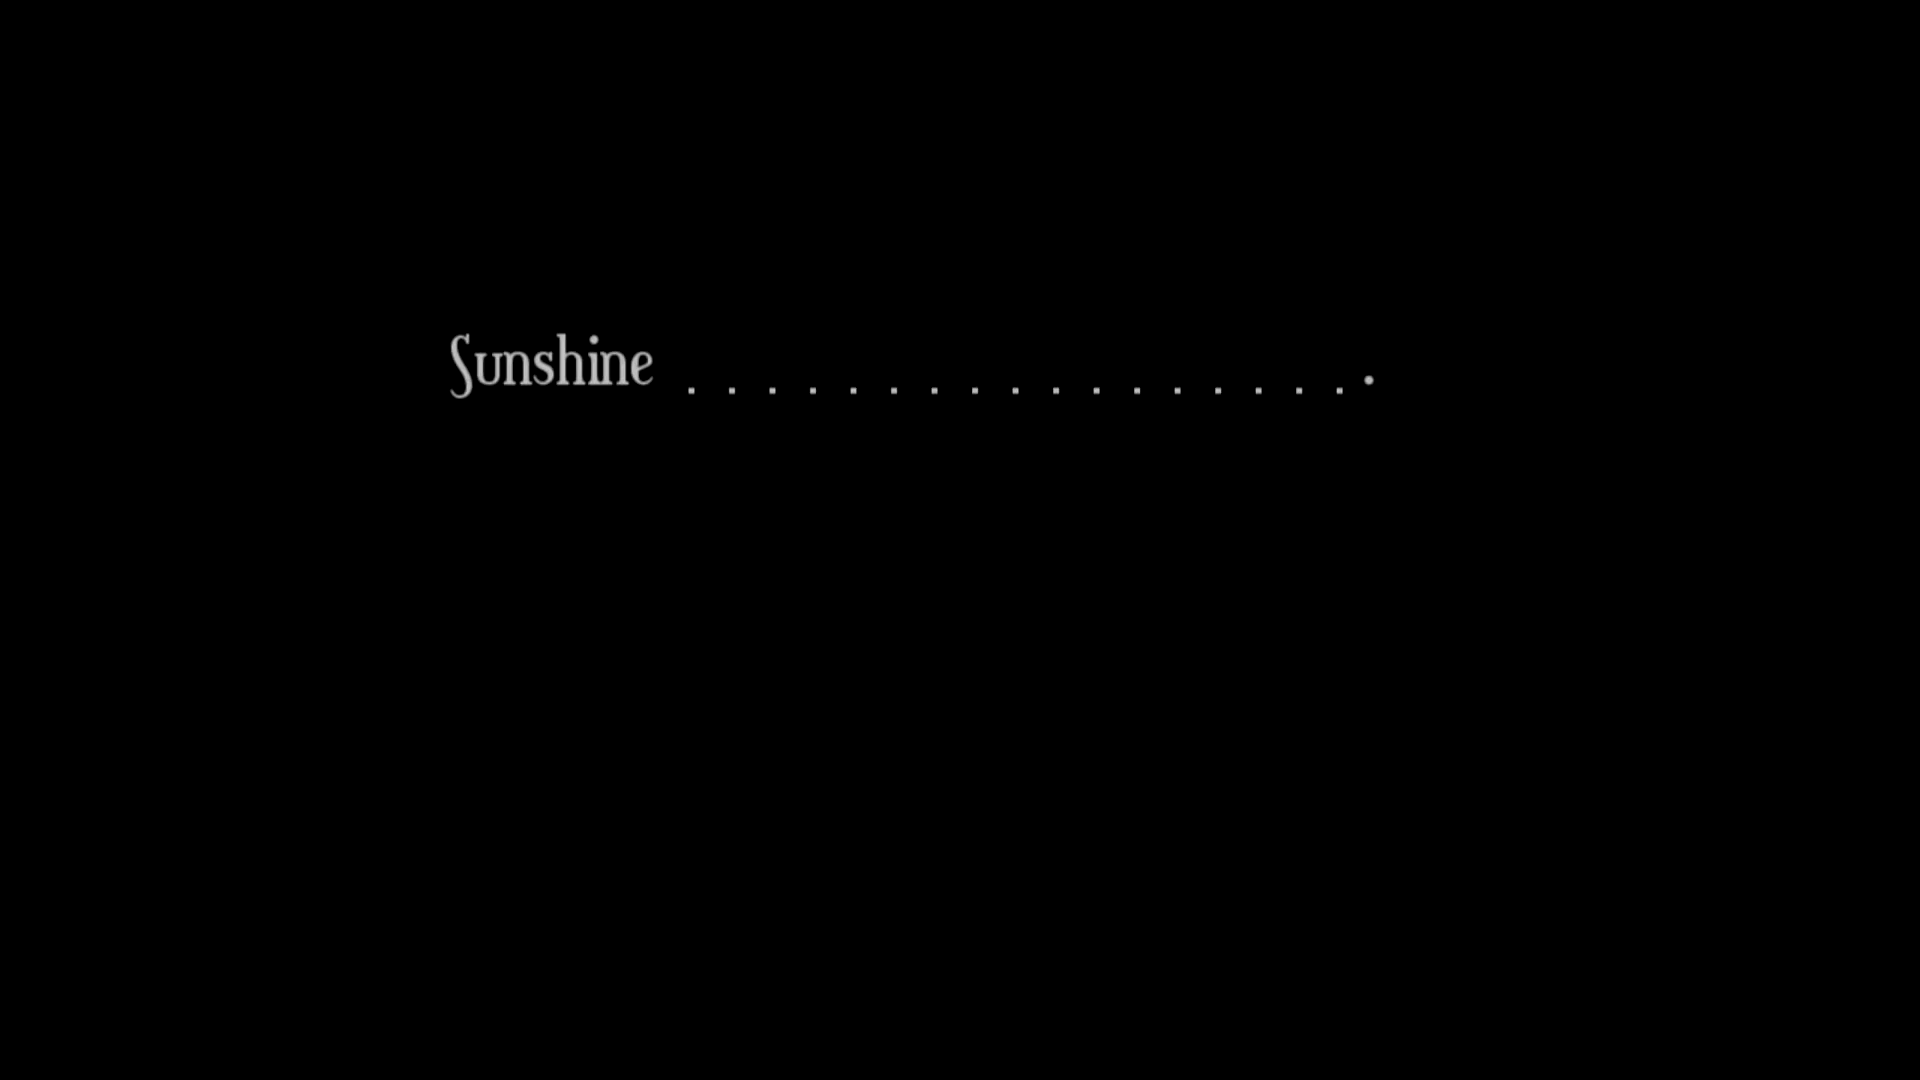 Sunshine . . . . . . . . . . . . . . . . . .